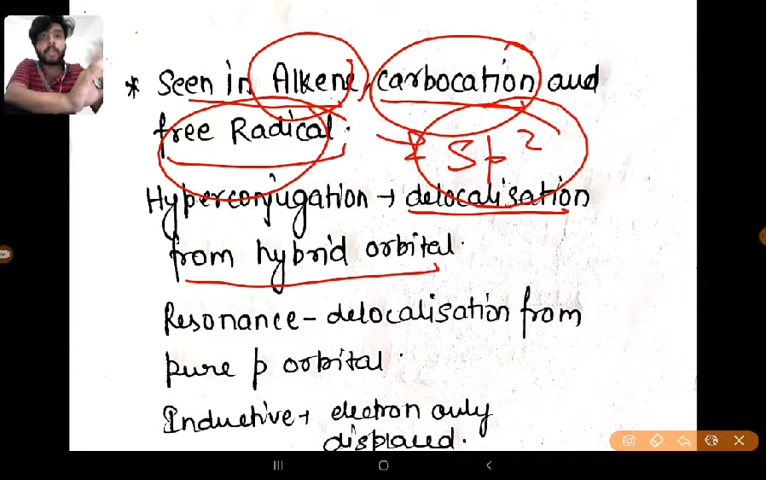 * Seen in Alkene, carbocation and
free Radical.
sp2
Hyperconjugation → delocalisation
from hybrid orbital.
Resonance - delocalisation from
pure p orbital.
Inductive → electron only
displaced.